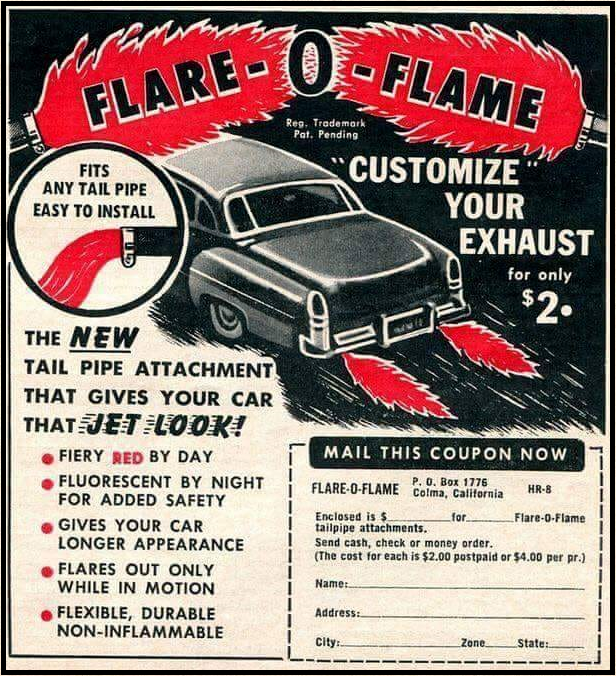 FLARE-O-FLAME
Reg. Trademark
Pat. Pending
"CUSTOMIZE"
YOUR
EXHAUST
for only
$2.
FITS
ANY TAIL PIPE
EASY TO INSTALL
THE NEW
TAIL PIPE ATTACHMENT
THAT GIVES YOUR CAR
THAT JET LOOK!
FIERY RED BY DAY
FLUORESCENT BY NIGHT
FOR ADDED SAFETY
GIVES YOUR CAR
LONGER APPEARANCE
FLARES OUT ONLY
WHILE IN MOTION
FLEXIBLE, DURABLE
NON-INFLAMMABLE
MAIL THIS COUPON NOW
FLARE-O-FLAME P. O. Box 1776 HR-8
Colma, California
Enclosed is $ for Flare-O-Flame
tailpipe attachments.
Send cash, check or money order.
(The cost for each is $2.00 postpaid or $4.00 per pr.)
Name:
Address:
City: Zone State: